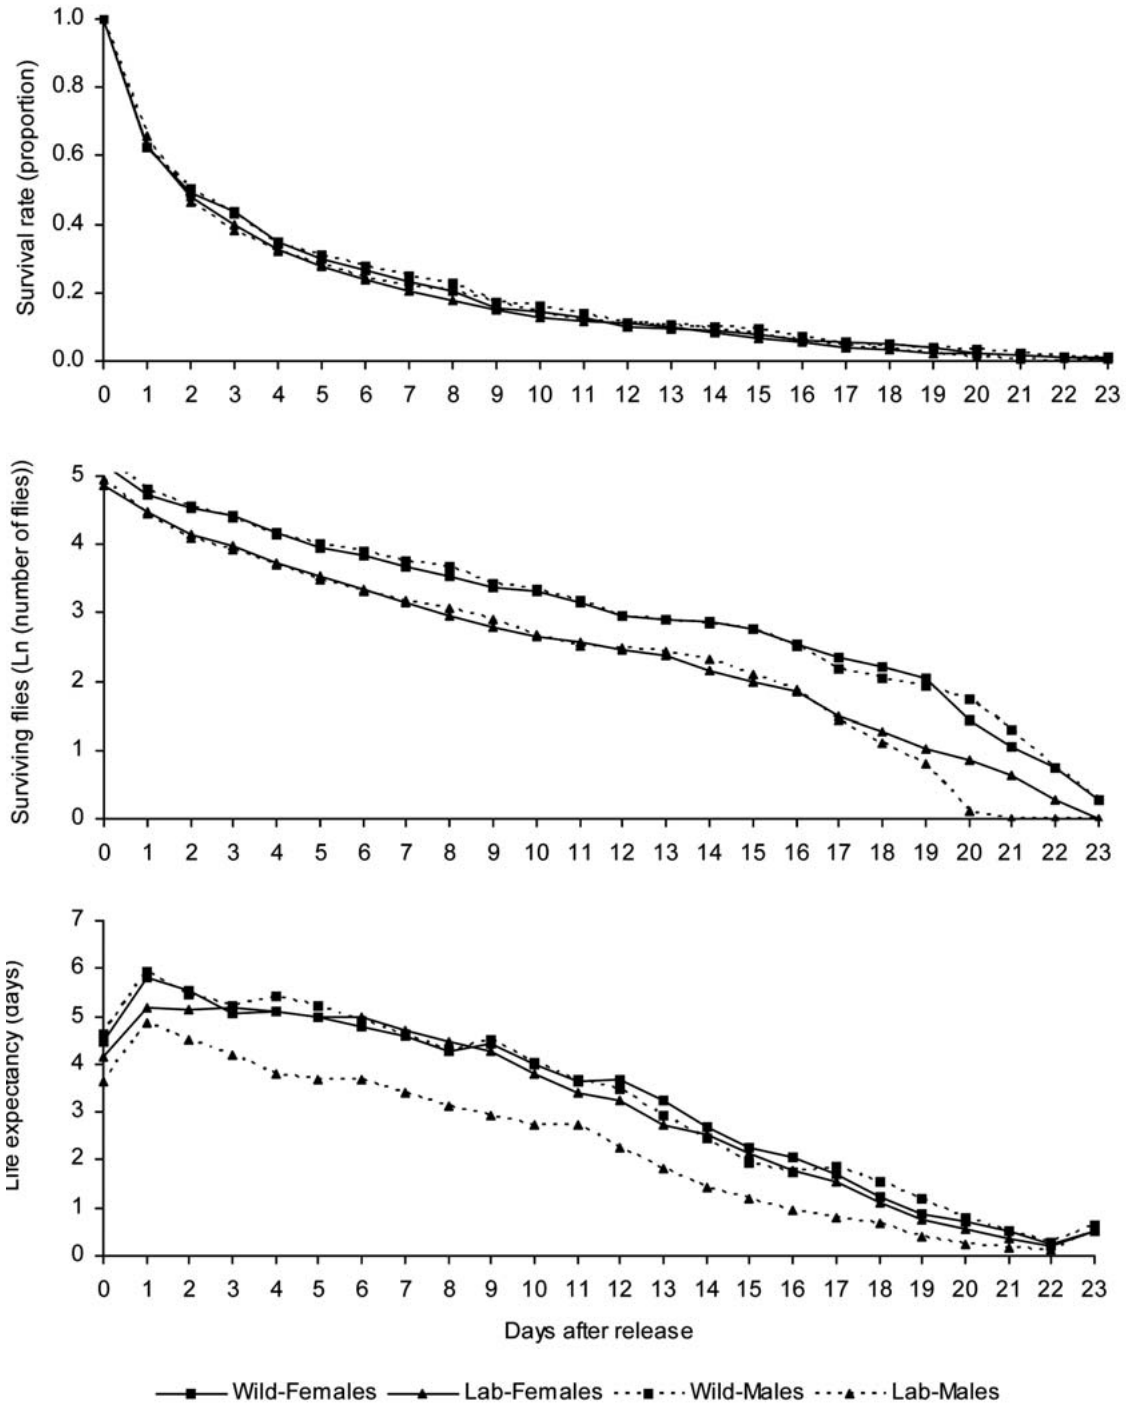 Survival rate (proportion)
1.0
0.8
0.6
0.4
0.2
0.0
0 1 2 3 4 5 6 7 8 9 10 11 12 13 14 15 16 17 18 19 20 21 22 23
Surviving flies (Ln (number of flies))
5
4
3
2
1
0
0 1 2 3 4 5 6 7 8 9 10 11 12 13 14 15 16 17 18 19 20 21 22 23
Life expectancy (days)
7
6
5
4
3
2
1
0
0 1 2 3 4 5 6 7 8 9 10 11 12 13 14 15 16 17 18 19 20 21 22 23
Days after release
Wild-Females Lab-Females Wild-Males Lab-Males